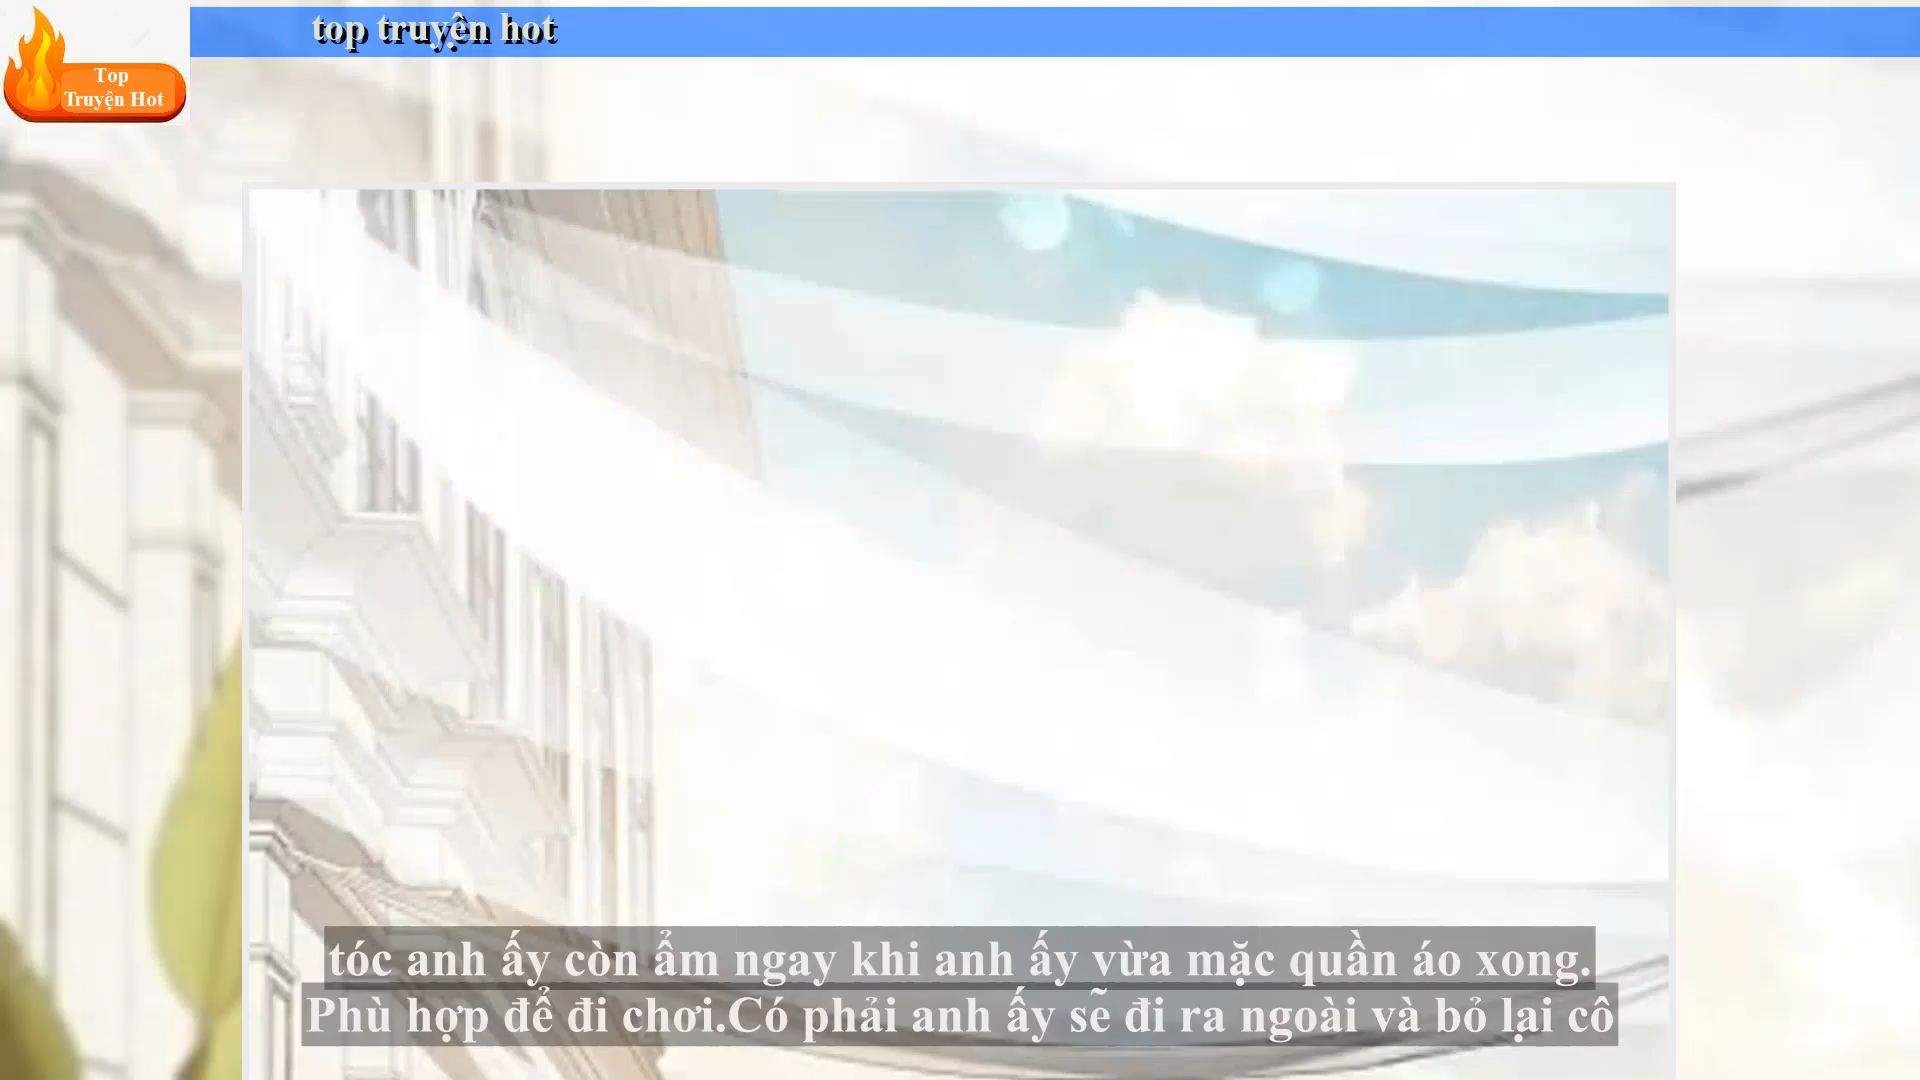 top truyện hot
Top
Truyện Hot
tóc anh ấy còn ẩm ngay khi anh ấy vừa mặc quần áo xong.
Phù hợp để đi chơi.Có phải anh ấy sẽ đi ra ngoài và bỏ lại cô